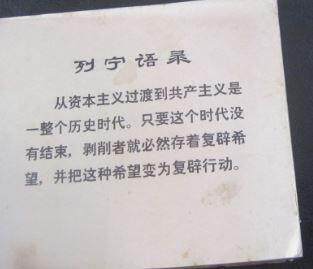 列宁语录
从资本主义过渡到共产主义是
一整个历史时代。只要这个时代没
有结束，剥削者就必然存着复辟希
望，并把这种希望变为复辟行动。